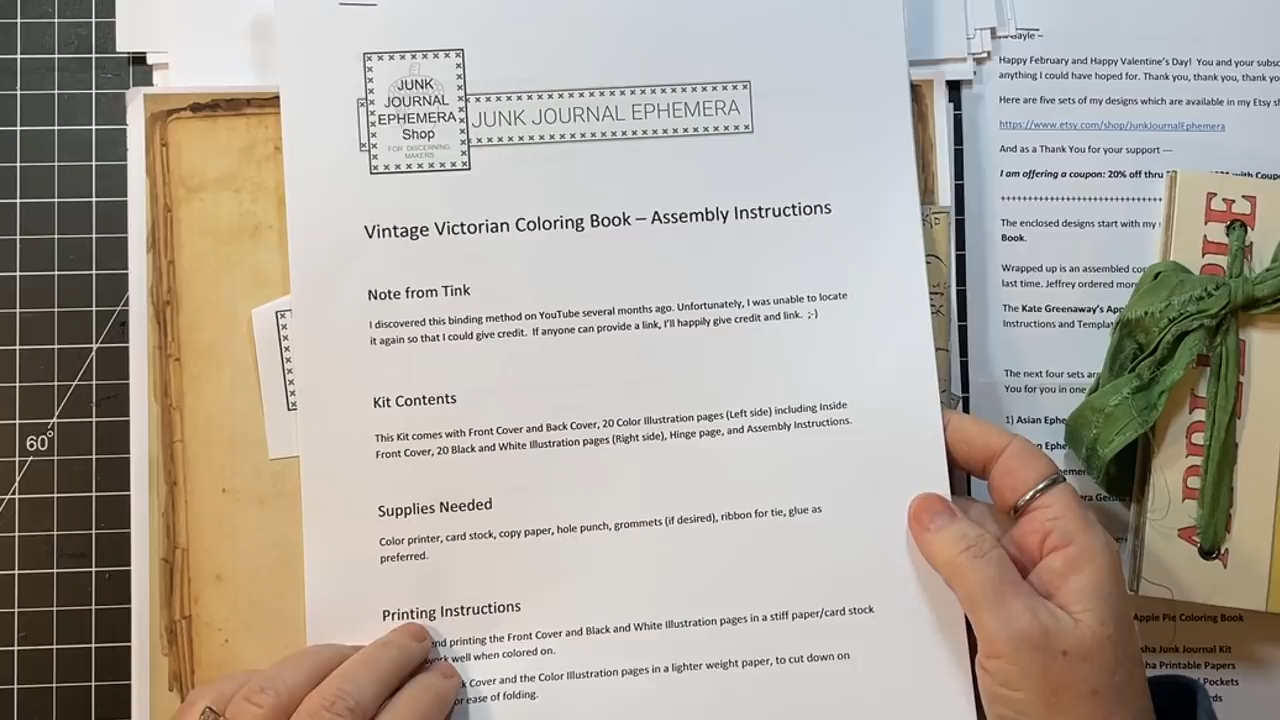 JUNK
JOURNAL
EPHEMERA
Shop
FOR DISCERNING
MAKERS
JUNK JOURNAL EPHEMERA
Vintage Victorian Coloring Book – Assembly Instructions
Note from Tink
I discovered this binding method on YouTube several months ago. Unfortunately, I was unable to locate
it again so that I could give credit. If anyone can provide a link, I'll happily give credit and link. ;-)
Kit Contents
This Kit comes with Front Cover and Back Cover, 20 Color Illustration pages (Left side) including Inside
Front Cover, 20 Black and White Illustration pages (Right side), Hinge page, and Assembly Instructions.
Supplies Needed
Color printer, card stock, copy paper, hole punch, grommets (if desired), ribbon for tie, glue as
preferred.
Printing Instructions
printing the Front Cover and Black and White Illustration pages in a stiff paper/card stock
work well when colored on.
Cover and the Color Illustration pages in a lighter weight paper, to cut down on
or ease of folding.
60°
Gayle –
Happy February and Happy Valentine's Day! You and your
anything I could have hoped for. Thank you, thank you, thank
Here are five sets of my designs which are available in my Etsy
https://www.etsy.com/shop/JunkJournalEphemera
And as a Thank You for your support ---
I am offering a coupon: 20% off thru
with
The enclosed designs start with my
Book.
Wrapped up is an assembled
last time. Jeffrey ordered
The Kate Greenaway's
Instructions and
The next four sets
You for you in one
1) Asian
APPLE PIE
Apple Pie Coloring Book
Junk Journal Kit
Printable Papers
Pockets